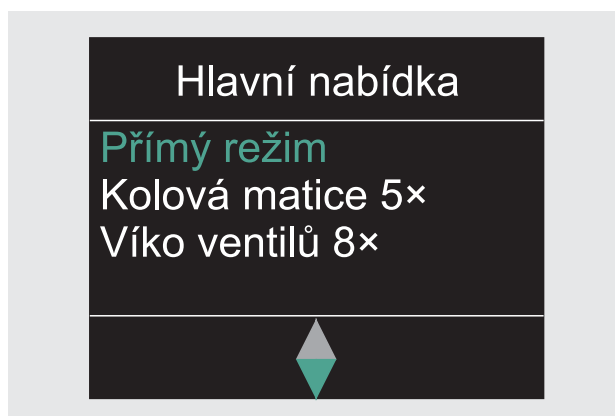 Hlavní nabídka
Přímý režim
Kolová matice 5×
Víko ventilů 8×